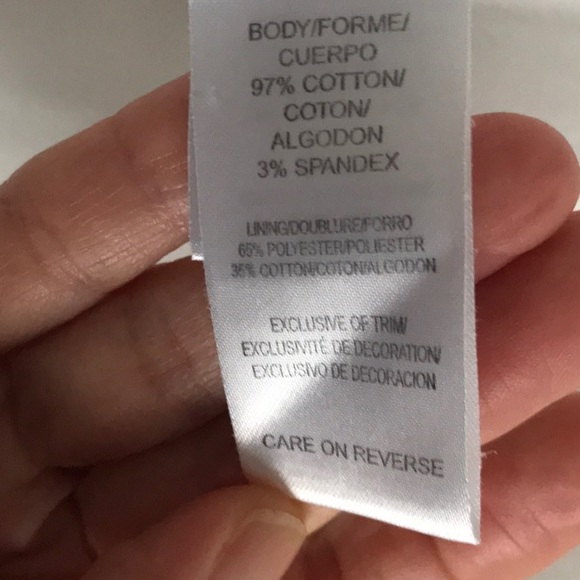 BODY/FORME/
CUERPO
97% COTTON/
COTON/
ALGODON
3% SPANDEX
LINING/DOUBLURE/FORRO
65% POLYESTER/POLIESTER
35% COTTON/COTON/ALGODON
EXCLUSIVE OF TRIM/
EXCLUSIVITÉ DE DECORATION/
EXCLUSIVO DE DECORACION
CARE ON REVERSE